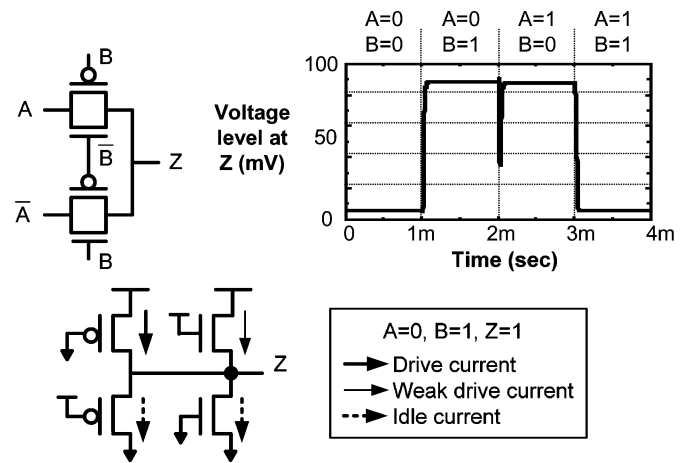 A=0 A=0 A=1 A=1
B=0 B=1 B=0 B=1
B
A
B
Z
A
B
Voltage
level at
Z (mV)
100
50
0
0 1m 2m 3m 4m
Time (sec)
Z
A=0, B=1, Z=1
Drive current
Weak drive current
Idle current